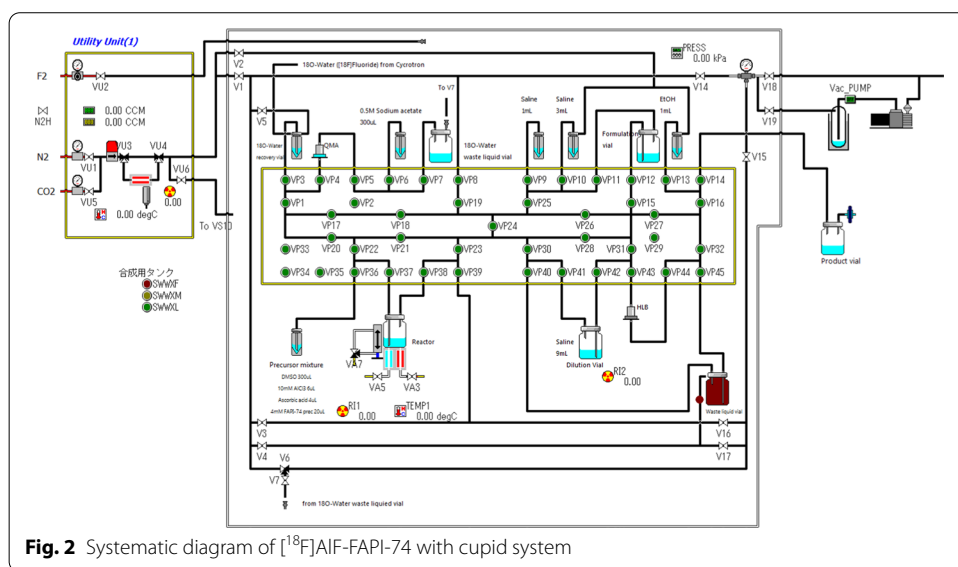 Utility Unit(1)
F2
VU2
N2H
0.00 CCM
0.00 CCM
N2
VU1
VU3
VU4
VU6
CO2
VU5
0.00 degC
0.00
To VS10
合成用タンク
SWWXF
SWWXM
SWWXL
V2
V1
18O-Water ([18F]Fluoride) from Cycrotron
PRESS
0.00 kPa
V14
V18
V19
Vac_PUMP
V15
V5
18O-Water
recovery vial
QMA
0.5M Sodium acetate
300uL
To V7
18O-Water
waste liquid vial
Saline
1mL
Saline
3mL
Formulation
vial
EtOH
1mL
Product vial
VP3 VP4 VP5 VP6 VP7 VP8 VP9 VP10 VP11 VP12 VP13 VP14
VP1 VP2 VP19 VP25 VP15 VP16
VP17 VP18 VP24 VP26 VP27
VP20 VP21 VP28 VP29
VP33 VP22 VP23 VP30 VP31 VP32
VP34 VP35 VP36 VP37 VP38 VP39 VP40 VP41 VP42 VP43 VP44 VP45
Reactor
VA7
VA5
VA3
Precursor mixture
DMSO 300uL
10mM AlCl3 6uL
Ascorbic acid 4uL
4mM FAPI-74 prec 20uL
RI1
0.00
TEMP1
0.00 degC
Saline
9mL
Dilution Vial
HLB
RI2
0.00
Waste liquid vial
V3
V4
V16
V17
V6
V7
from 18O-Water waste liquied vial
Fig. 2 Systematic diagram of [¹⁸F]AlF-FAPI-74 with cupid system